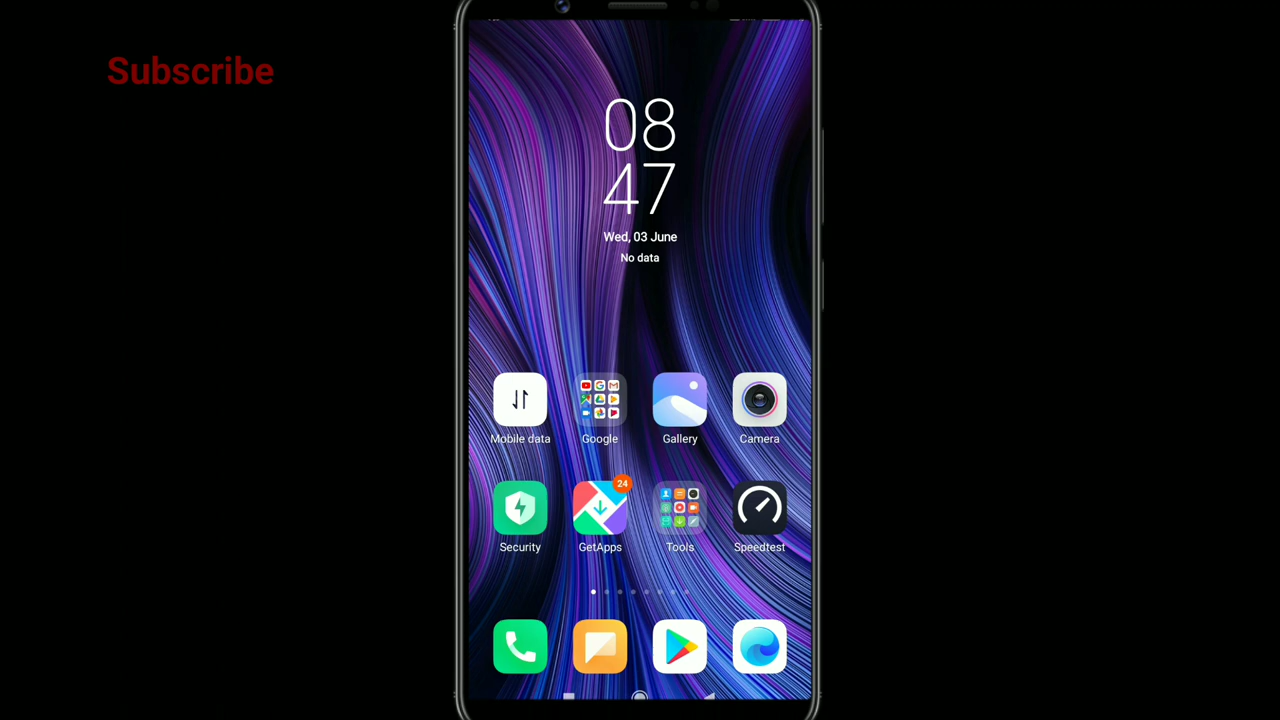 Subscribe
08
47
Wed, 03 June
No data
Mobile data
Google
Gallery
Camera
24
Security
GetApps
Tools
Speedtest